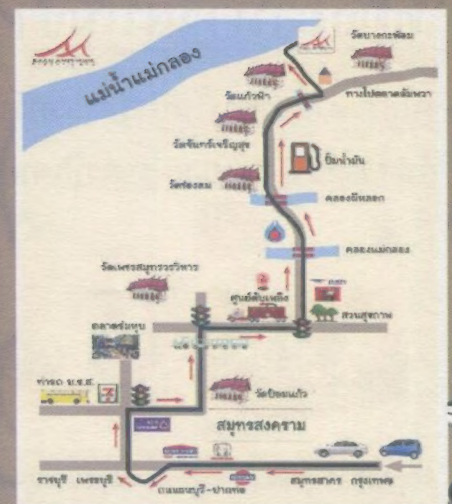 วัดบางกะพ้อม
แม่น้ำแม่กลอง
วัดแก้วฟ้า
ทางไปตลาดอัมพวา
วัดจันทร์เจริญสุข
ปั๊มน้ำมัน
วัดช่องลม
คลองผีหลอก
คลองแม่กลอง
วัดเพชรสมุทรวรวิหาร
ศูนย์ดับเพลิง
สวนสุขภาพ
ตลาดร่มหุบ
ท่ารถ บ.ข.ส.
วัดป้อมแก้ว
สมุทรสงคราม
ราชบุรี เพชรบุรี
ถนนธนบุรี-ปากท่อ
สมุทรสาคร กรุงเทพฯ